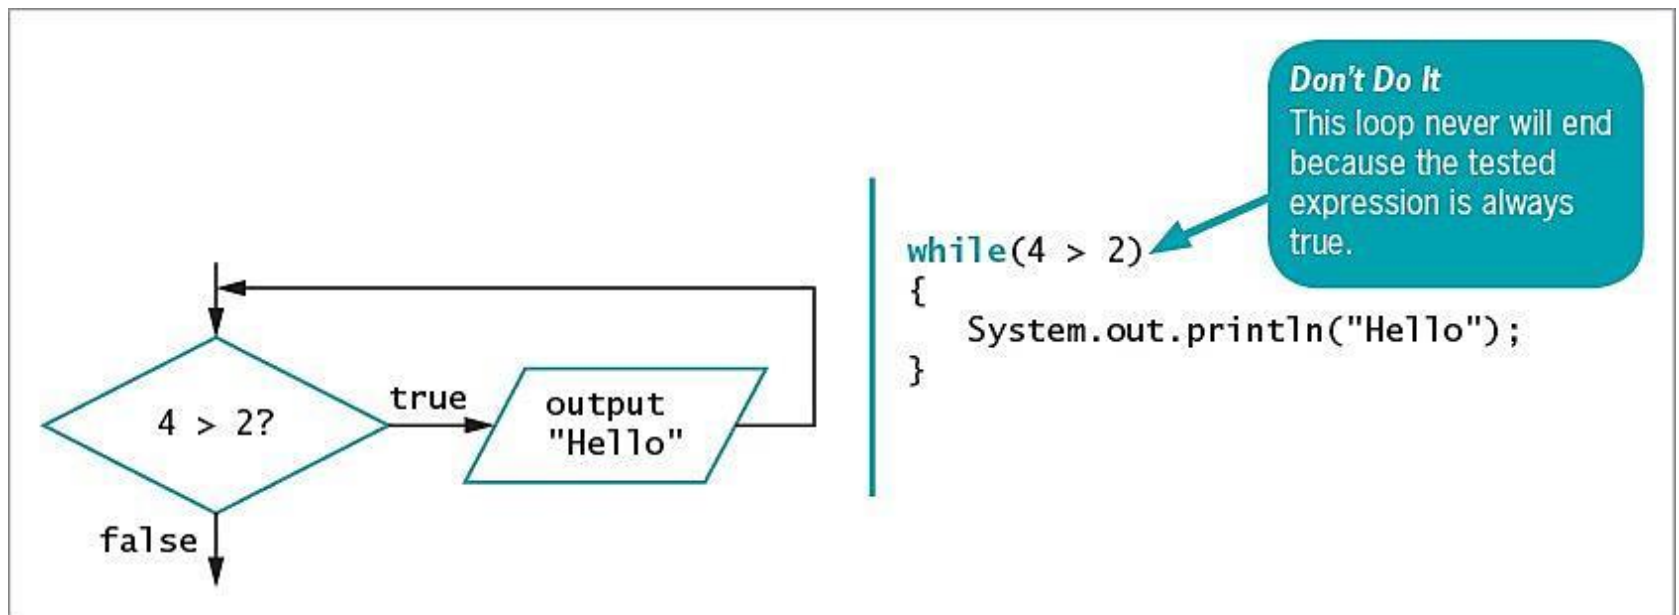 Don't Do It
This loop never will end
because the tested
expression is always
true.
while(4 > 2)
{
   System.out.println("Hello");
}
4 > 2?
true
output
"Hello"
false